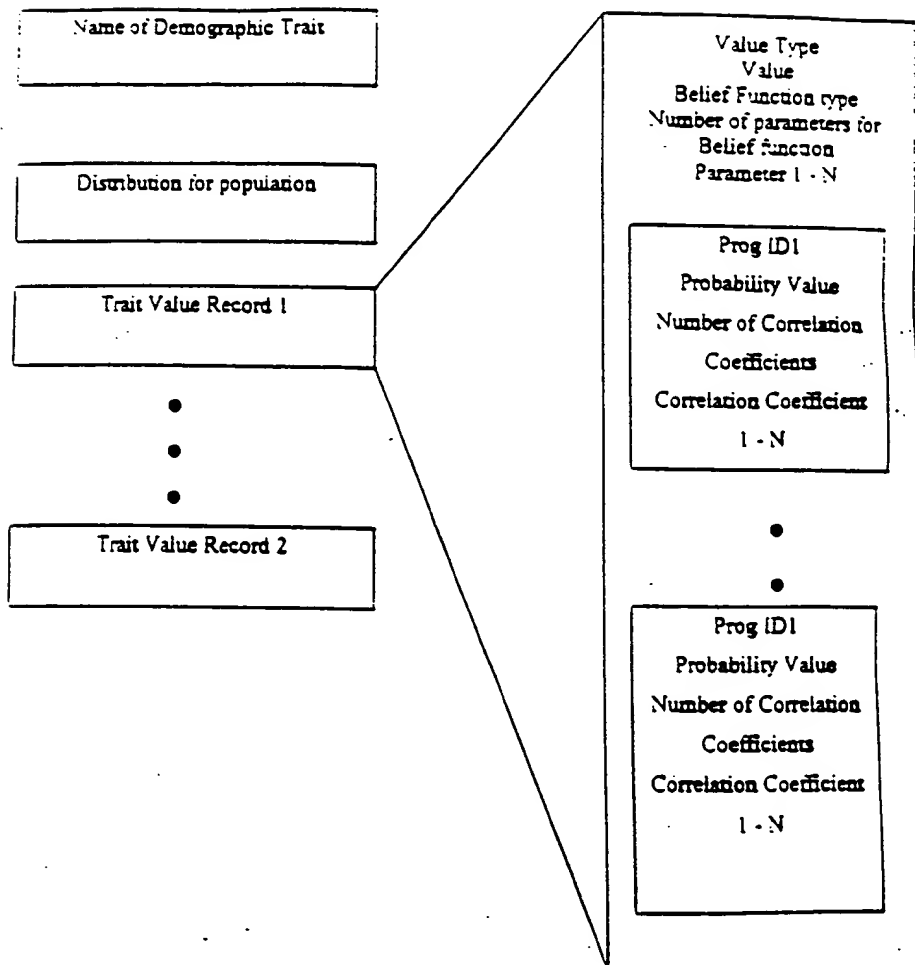 Name of Demographic Trait
Distribution for population
Trait Value Record 1
Trait Value Record 2
Value Type
Value
Belief Function type
Number of parameters for
Belief function
Parameter 1 - N
Prog ID1
Probability Value
Number of Correlation
Coefficients
Correlation Coefficient
1 - N
Prog ID1
Probability Value
Number of Correlation
Coefficients
Correlation Coefficient
1 - N